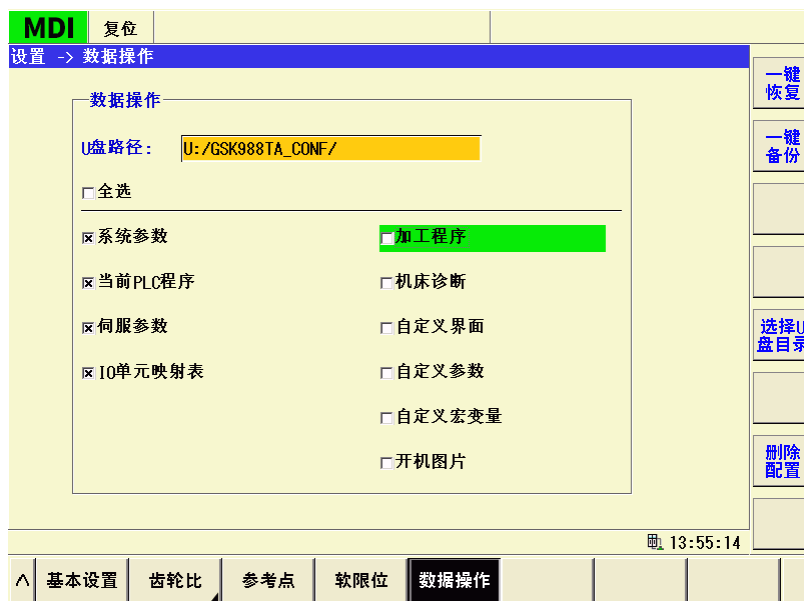 MDI 复位
设置 -> 数据操作
数据操作
U盘路径: U:/GSK988TA_CONF/
全选
系统参数 加工程序
当前PLC程序 机床诊断
伺服参数 自定义界面
IO单元映射表 自定义参数
自定义宏变量
开机图片
一键
恢复
一键
备份
选择U
盘目录
删除
配置
13:55:14
^ 基本设置 齿轮比 参考点 软限位 数据操作